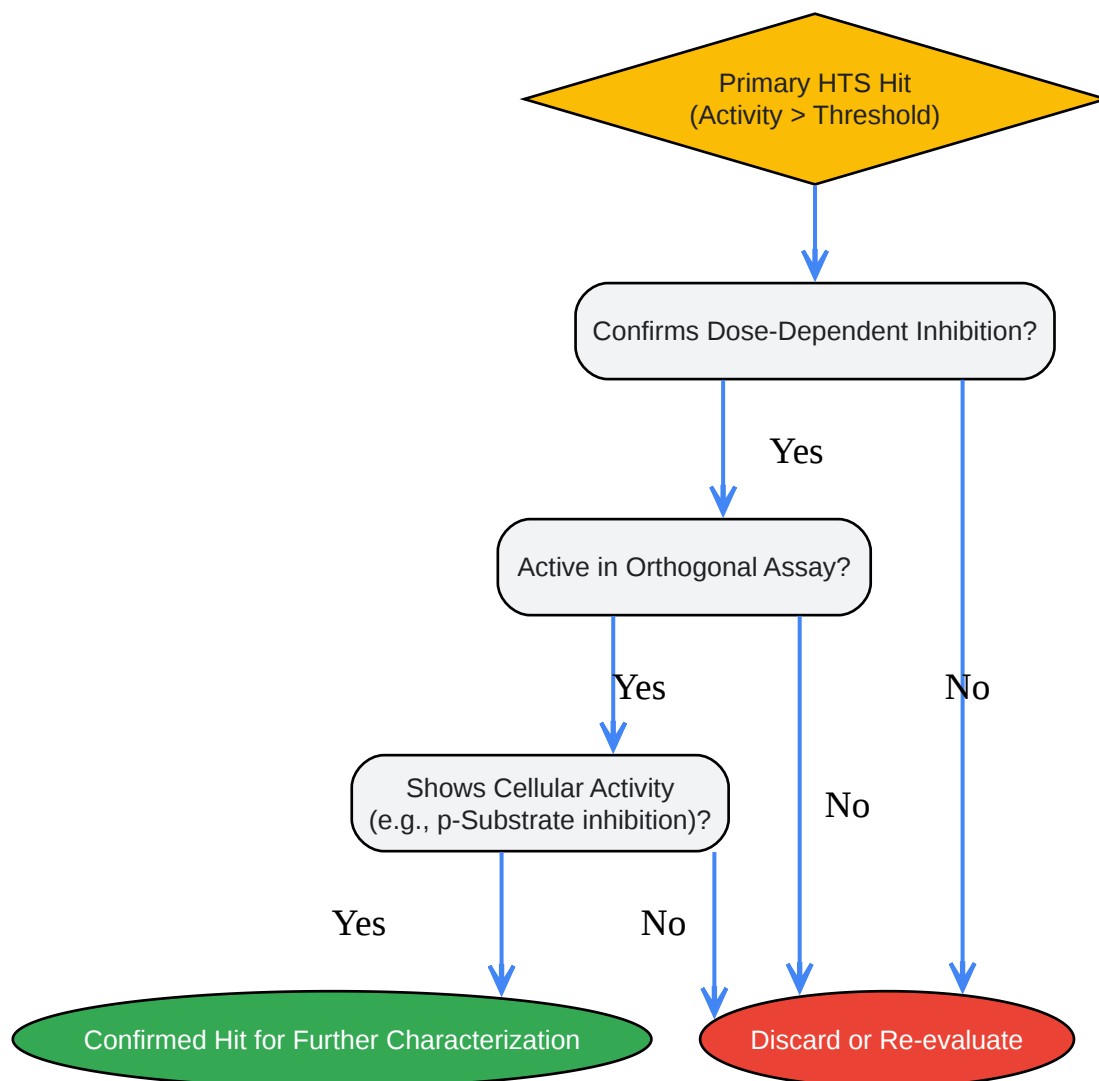 Primary HTS Hit
(Activity > Threshold)
Confirms Dose-Dependent Inhibition?
Yes
Active in Orthogonal Assay?
Yes
No
Shows Cellular Activity
(e.g., p-Substrate inhibition)?
No
Yes
No
Confirmed Hit for Further Characterization
Discard or Re-evaluate